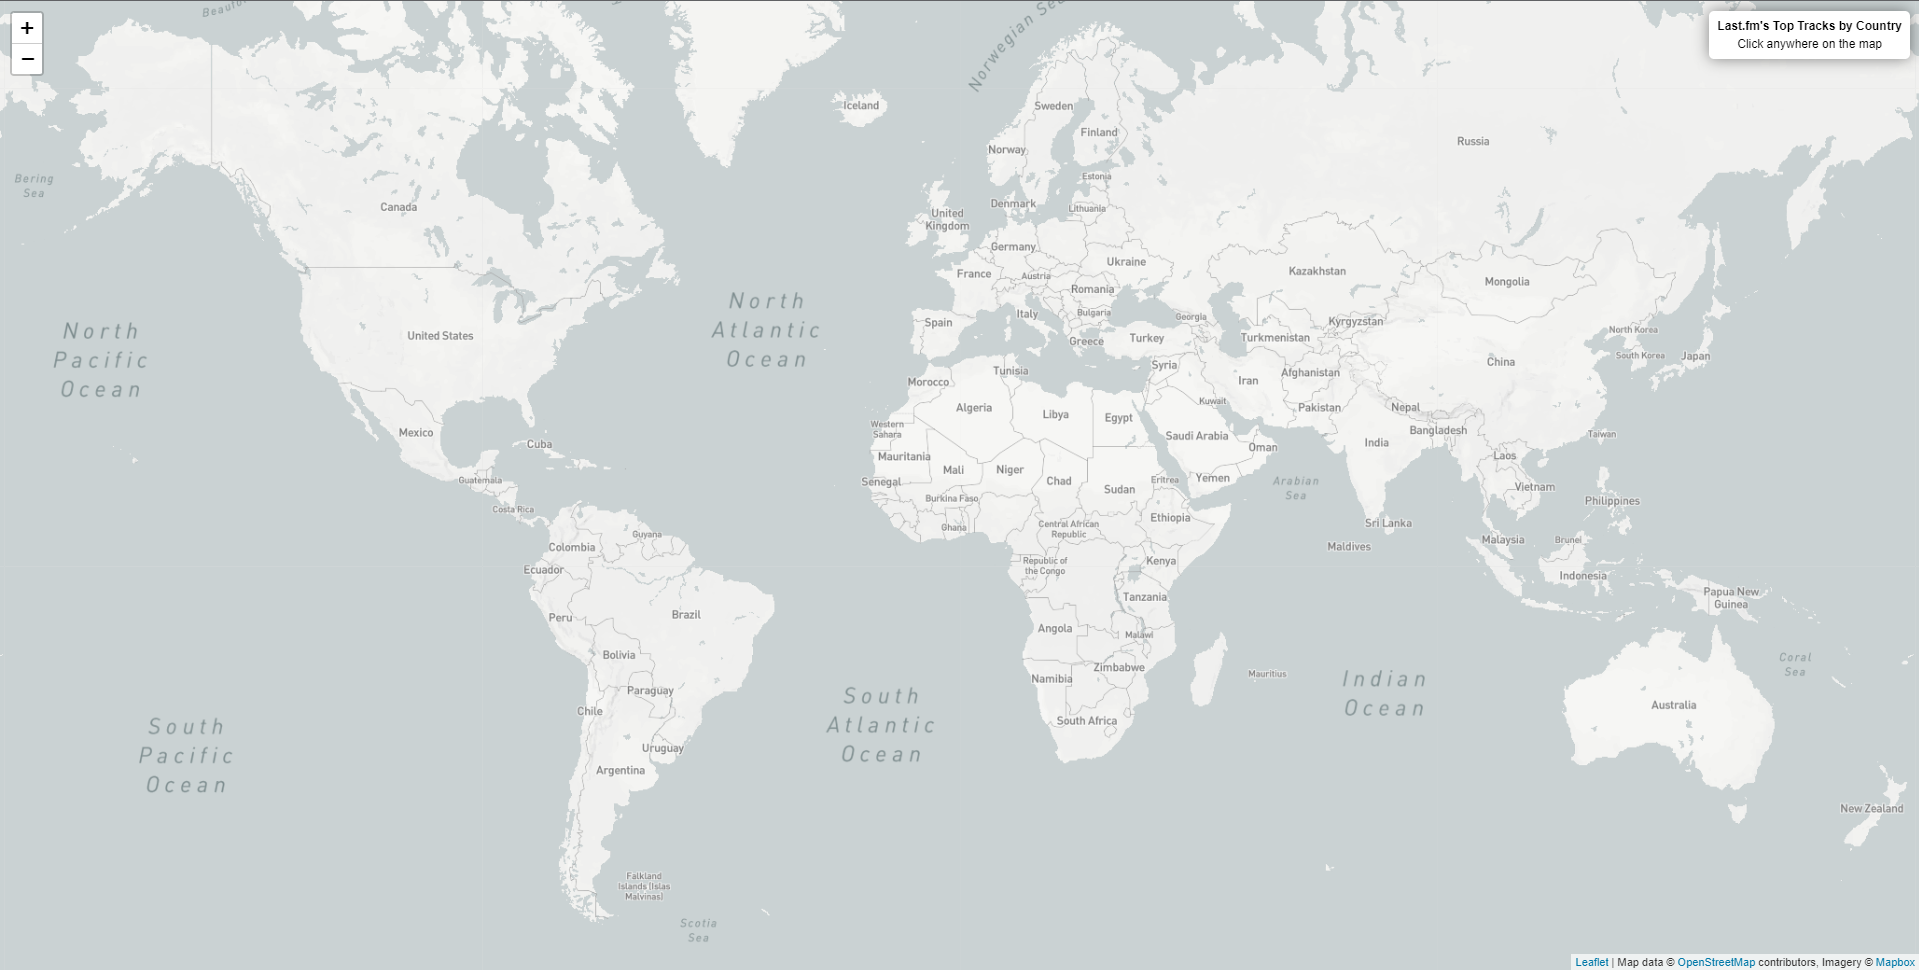 Beaufo
+
−
Last.fm's Top Tracks by Country
Click anywhere on the map
Norwegian Sea
Iceland
Sweden
Finland
Norway
Russia
Estonia
Bering
Sea
Canada
Denmark
Lithuania
United
Kingdom
Germany
Ukraine
France
Austria
Kazakhstan
Mongolia
Romania
North
Atlantic
Ocean
Spain
Italy
Bulgaria
Georgia
Kyrgyzstan
North Korea
North
Pacific
Ocean
United States
Greece
Turkey
Turkmenistan
South Korea
Japan
China
Syria
Tunisia
Afghanistan
Iran
Morocco
Kuwait
Algeria
Libya
Egypt
Pakistan
Nepal
Western
Sahara
Mexico
Cuba
Saudi Arabia
Oman
India
Bangladesh
Taiwan
Mauritania
Mali
Niger
Laos
Guatemala
Senegal
Chad
Sudan
Eritrea
Yemen
Arabian
Sea
Vietnam
Burkina Faso
Philippines
Costa Rica
Ghana
Central African
Republic
Ethiopia
Sri Lanka
Guyana
Colombia
Maldives
Malaysia
Brunei
Ecuador
Republic of
the Congo
Kenya
Indonesia
Peru
Brazil
Tanzania
Papua New
Guinea
Angola
Malawi
Bolivia
Zimbabwe
Coral
Sea
Namibia
Mauritius
Indian
Ocean
Paraguay
South
Atlantic
Ocean
Chile
South Africa
Australia
South
Pacific
Ocean
Uruguay
Argentina
New Zealand
Falkland
Islands (Islas
Malvinas)
Scotia
Sea
Leaflet | Map data © OpenStreetMap contributors, Imagery © Mapbox